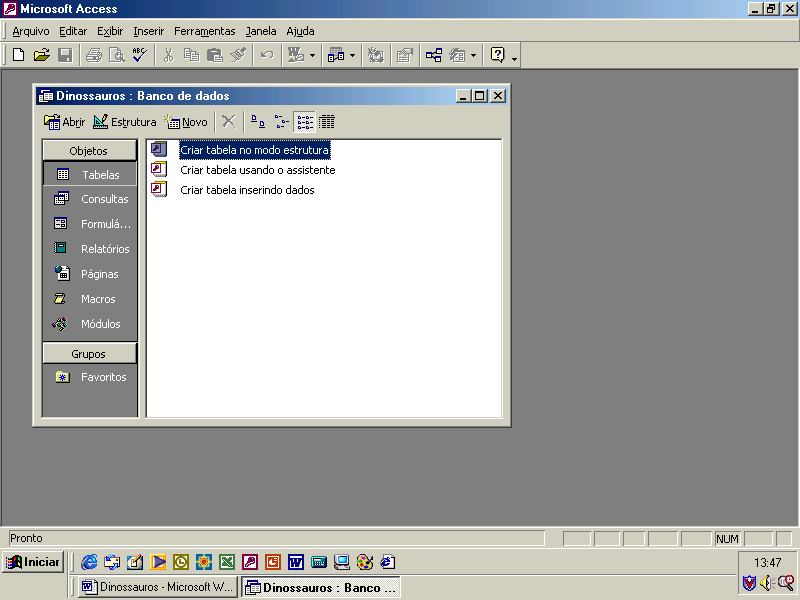 Microsoft Access
Arquivo Editar Exibir Inserir Ferramentas Janela Ajuda
Dinossauros : Banco de dados
Abrir Estrutura Novo
Objetos
Tabelas
Consultas
Formulá...
Relatórios
Páginas
Macros
Módulos
Grupos
Favoritos
Criar tabela no modo estrutura
Criar tabela usando o assistente
Criar tabela inserindo dados
Pronto
NUM
Iniciar
13:47
Dinossauros - Microsoft W...
Dinossauros : Banco ...